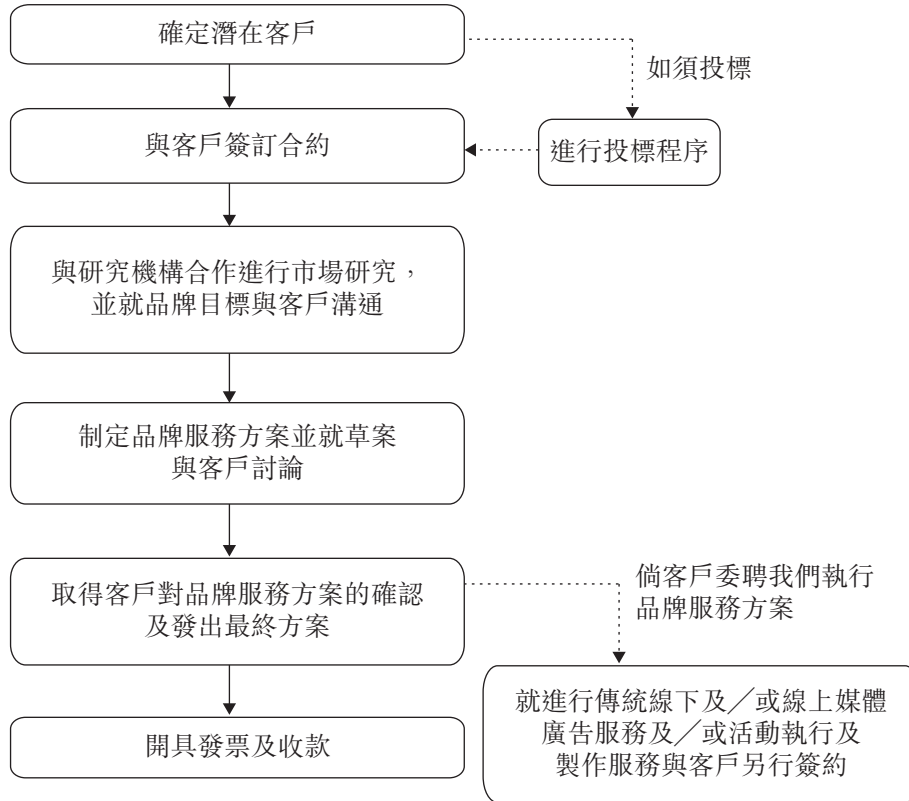 確定潛在客戶
如須投標
與客戶簽訂合約
進行投標程序
與研究機構合作進行市場研究，
並就品牌目標與客戶溝通
制定品牌服務方案並就草案
與客戶討論
取得客戶對品牌服務方案的確認
及發出最終方案
倘客戶委聘我們執行
品牌服務方案
開具發票及收款
就進行傳統線下及╱或線上媒體
廣告服務及╱或活動執行及
製作服務與客戶另行簽約